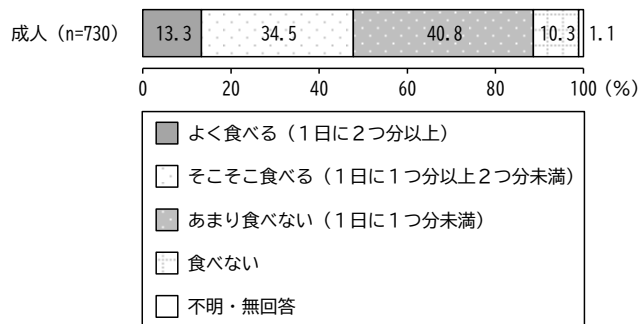 成人（n=730） 13.3 34.5 40.8 10.3 1.1
0 20 40 60 80 100（%）
よく食べる（１日に２つ分以上）
そこそこ食べる（１日に１つ分以上２つ分未満）
あまり食べない（１日に１つ分未満）
食べない
不明・無回答